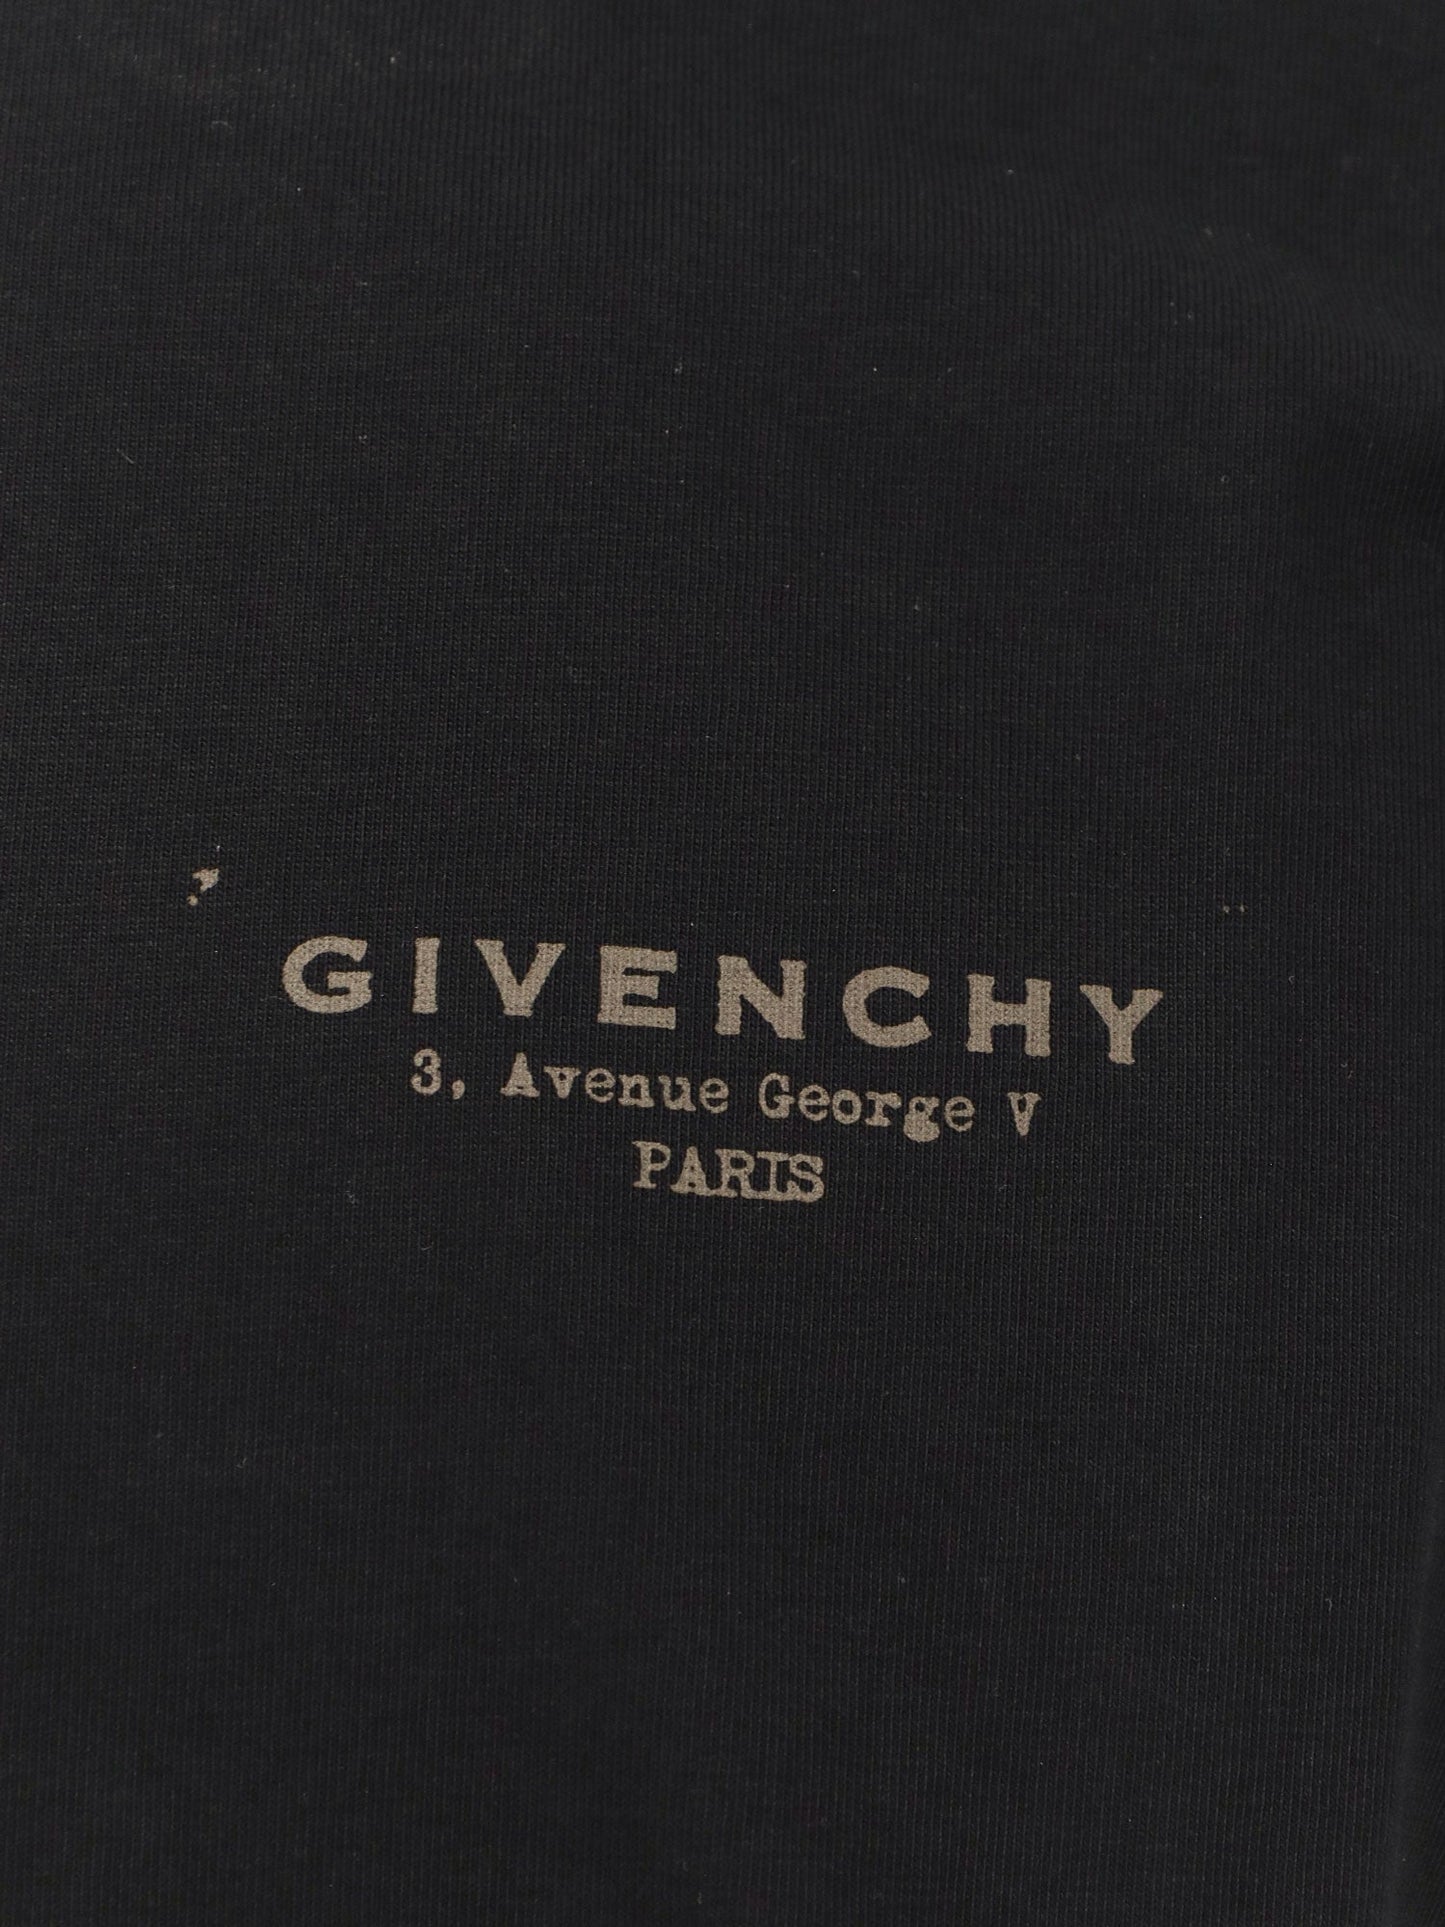 GIVENCHY
3, Avenue George V
PARIS